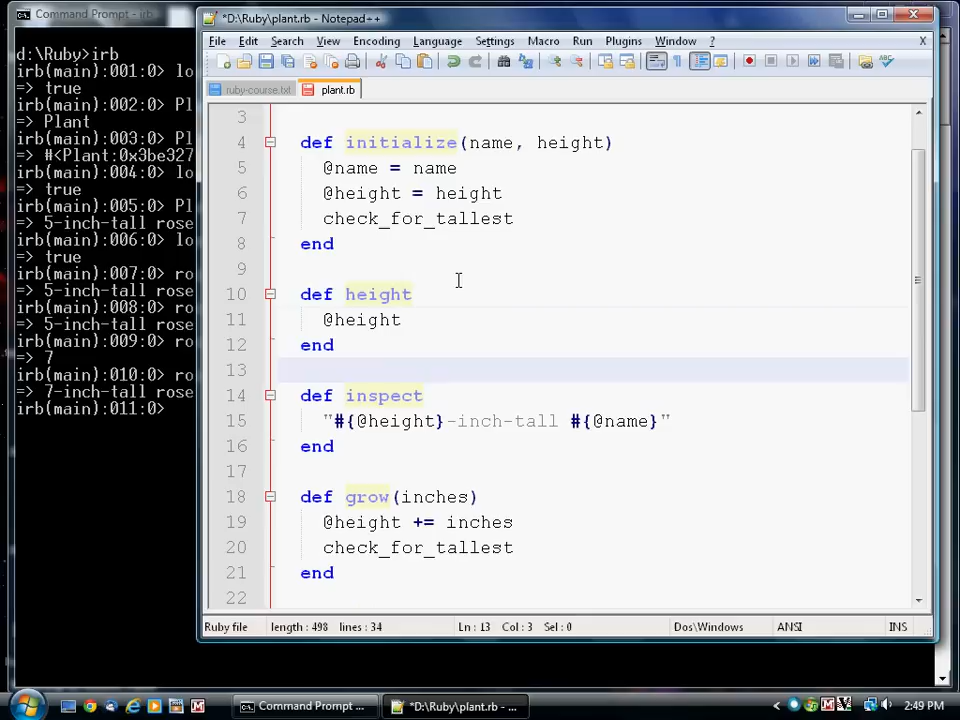 Command Prompt - irb
d:\Ruby>irb
irb(main):001:0> lo
=> true
irb(main):002:0> Pl
=> Plant
irb(main):003:0> Pl
=> #<Plant:0x3be327
irb(main):004:0> lo
=> true
irb(main):005:0> Pl
=> 5-inch-tall rose
irb(main):006:0> lo
=> true
irb(main):007:0> ro
=> 5-inch-tall rose
irb(main):008:0> ro
=> 5-inch-tall rose
irb(main):009:0> ro
=> 7
irb(main):010:0> ro
=> 7-inch-tall rose
irb(main):011:0>
*D:\Ruby\plant.rb - Notepad++
File Edit Search View Encoding Language Settings Macro Run Plugins Window ? X
ruby-course.txt plant.rb
3
4 def initialize(name, height)
5 @name = name
6 @height = height
7 check_for_tallest
8 end
9
10 def height
11 @height
12 end
13
14 def inspect
15 "#{@height}-inch-tall #{@name}"
16 end
17
18 def grow(inches)
19 @height += inches
20 check_for_tallest
21 end
22
Ruby file length : 498 lines : 34 Ln : 13 Col : 3 Sel : 0 Dos\Windows ANSI INS
Command Prompt ... *D:\Ruby\plant.rb - ... 2:49 PM